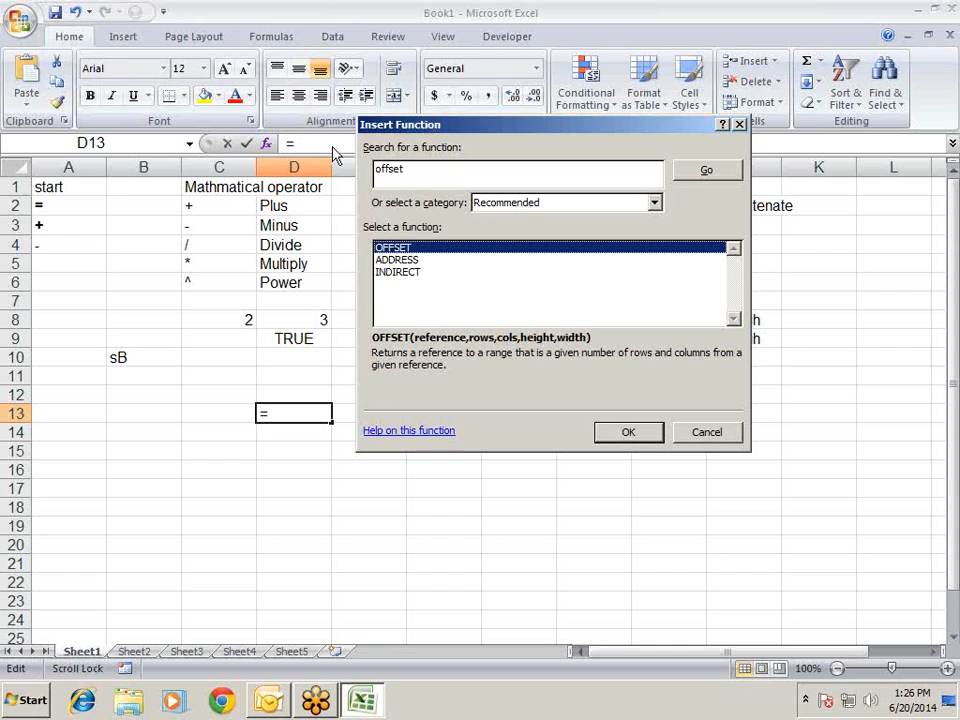 Book1 - Microsoft Excel
Home Insert Page Layout Formulas Data Review View Developer
Paste
Arial 12
General
B I U
$ % ,
Conditional Formatting
Format as Table
Cell Styles
Insert
Delete
Format
Sort & Filter
Find & Select
Clipboard Font Alignment Editing
D13 =
A B C D K L
1 start Mathmatical operator
2 = + Plus
3 + - Minus
4 - / Divide
5 * Multiply
6 ^ Power
7
8 2 3
9 TRUE
10 sB
11
12
13 =
14
15
16
17
18
19
20
21
22
23
24
25
Insert Function
Search for a function:
offset
Go
Or select a category: Recommended
Select a function:
OFFSET
ADDRESS
INDIRECT
OFFSET(reference,rows,cols,height,width)
Returns a reference to a range that is a given number of rows and columns from a
given reference.
Help on this function
OK Cancel
Sheet1 Sheet2 Sheet3 Sheet4 Sheet5
Edit Scroll Lock 100%
Start
1:26 PM
6/20/2014